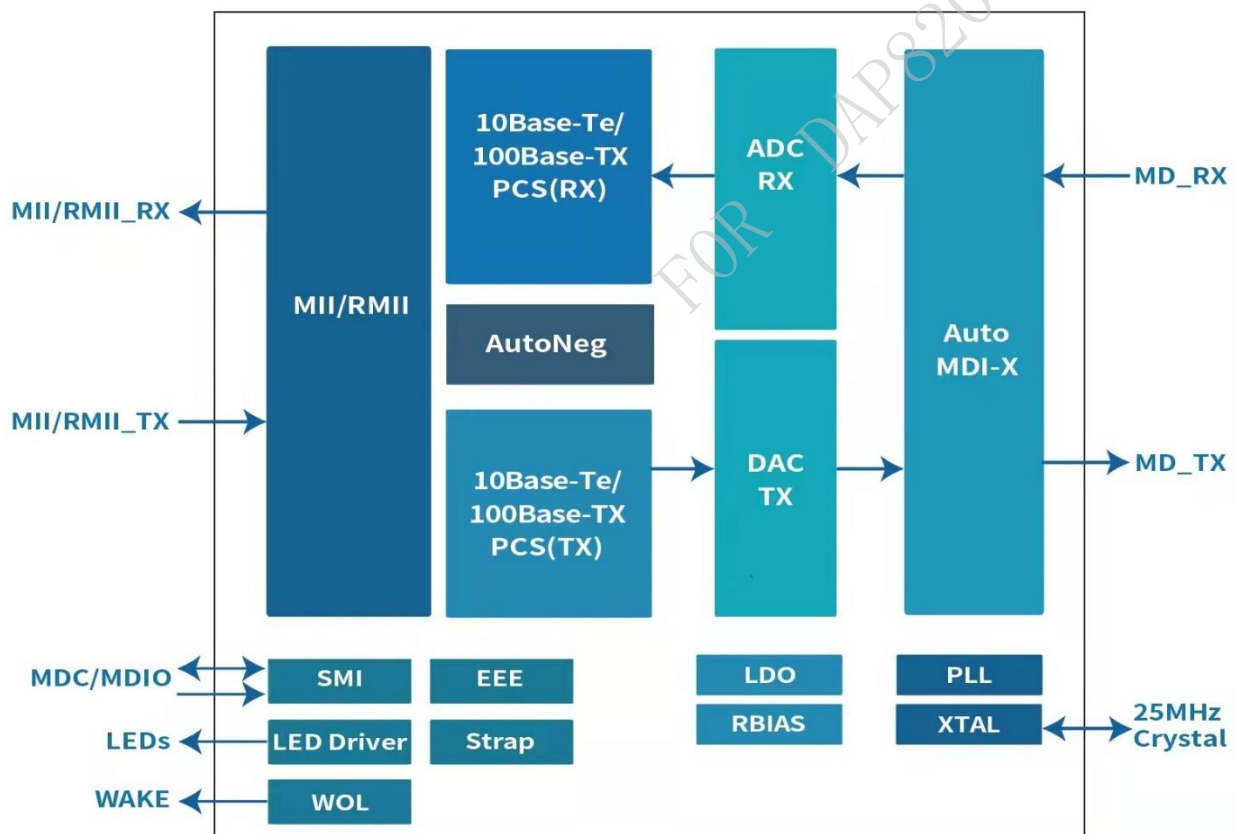 FOR DAP820
10Base-Te/
100Base-TX
PCS(RX)
ADC
RX
MD_RX
MII/RMII_RX
MII/RMII
AutoNeg
Auto
MDI-X
MII/RMII_TX
10Base-Te/
100Base-TX
PCS(TX)
DAC
TX
MD_TX
MDC/MDIO
SMI
EEE
LDO
PLL
LEDs
LED Driver
Strap
RBIAS
XTAL
25MHz
Crystal
WAKE
WOL